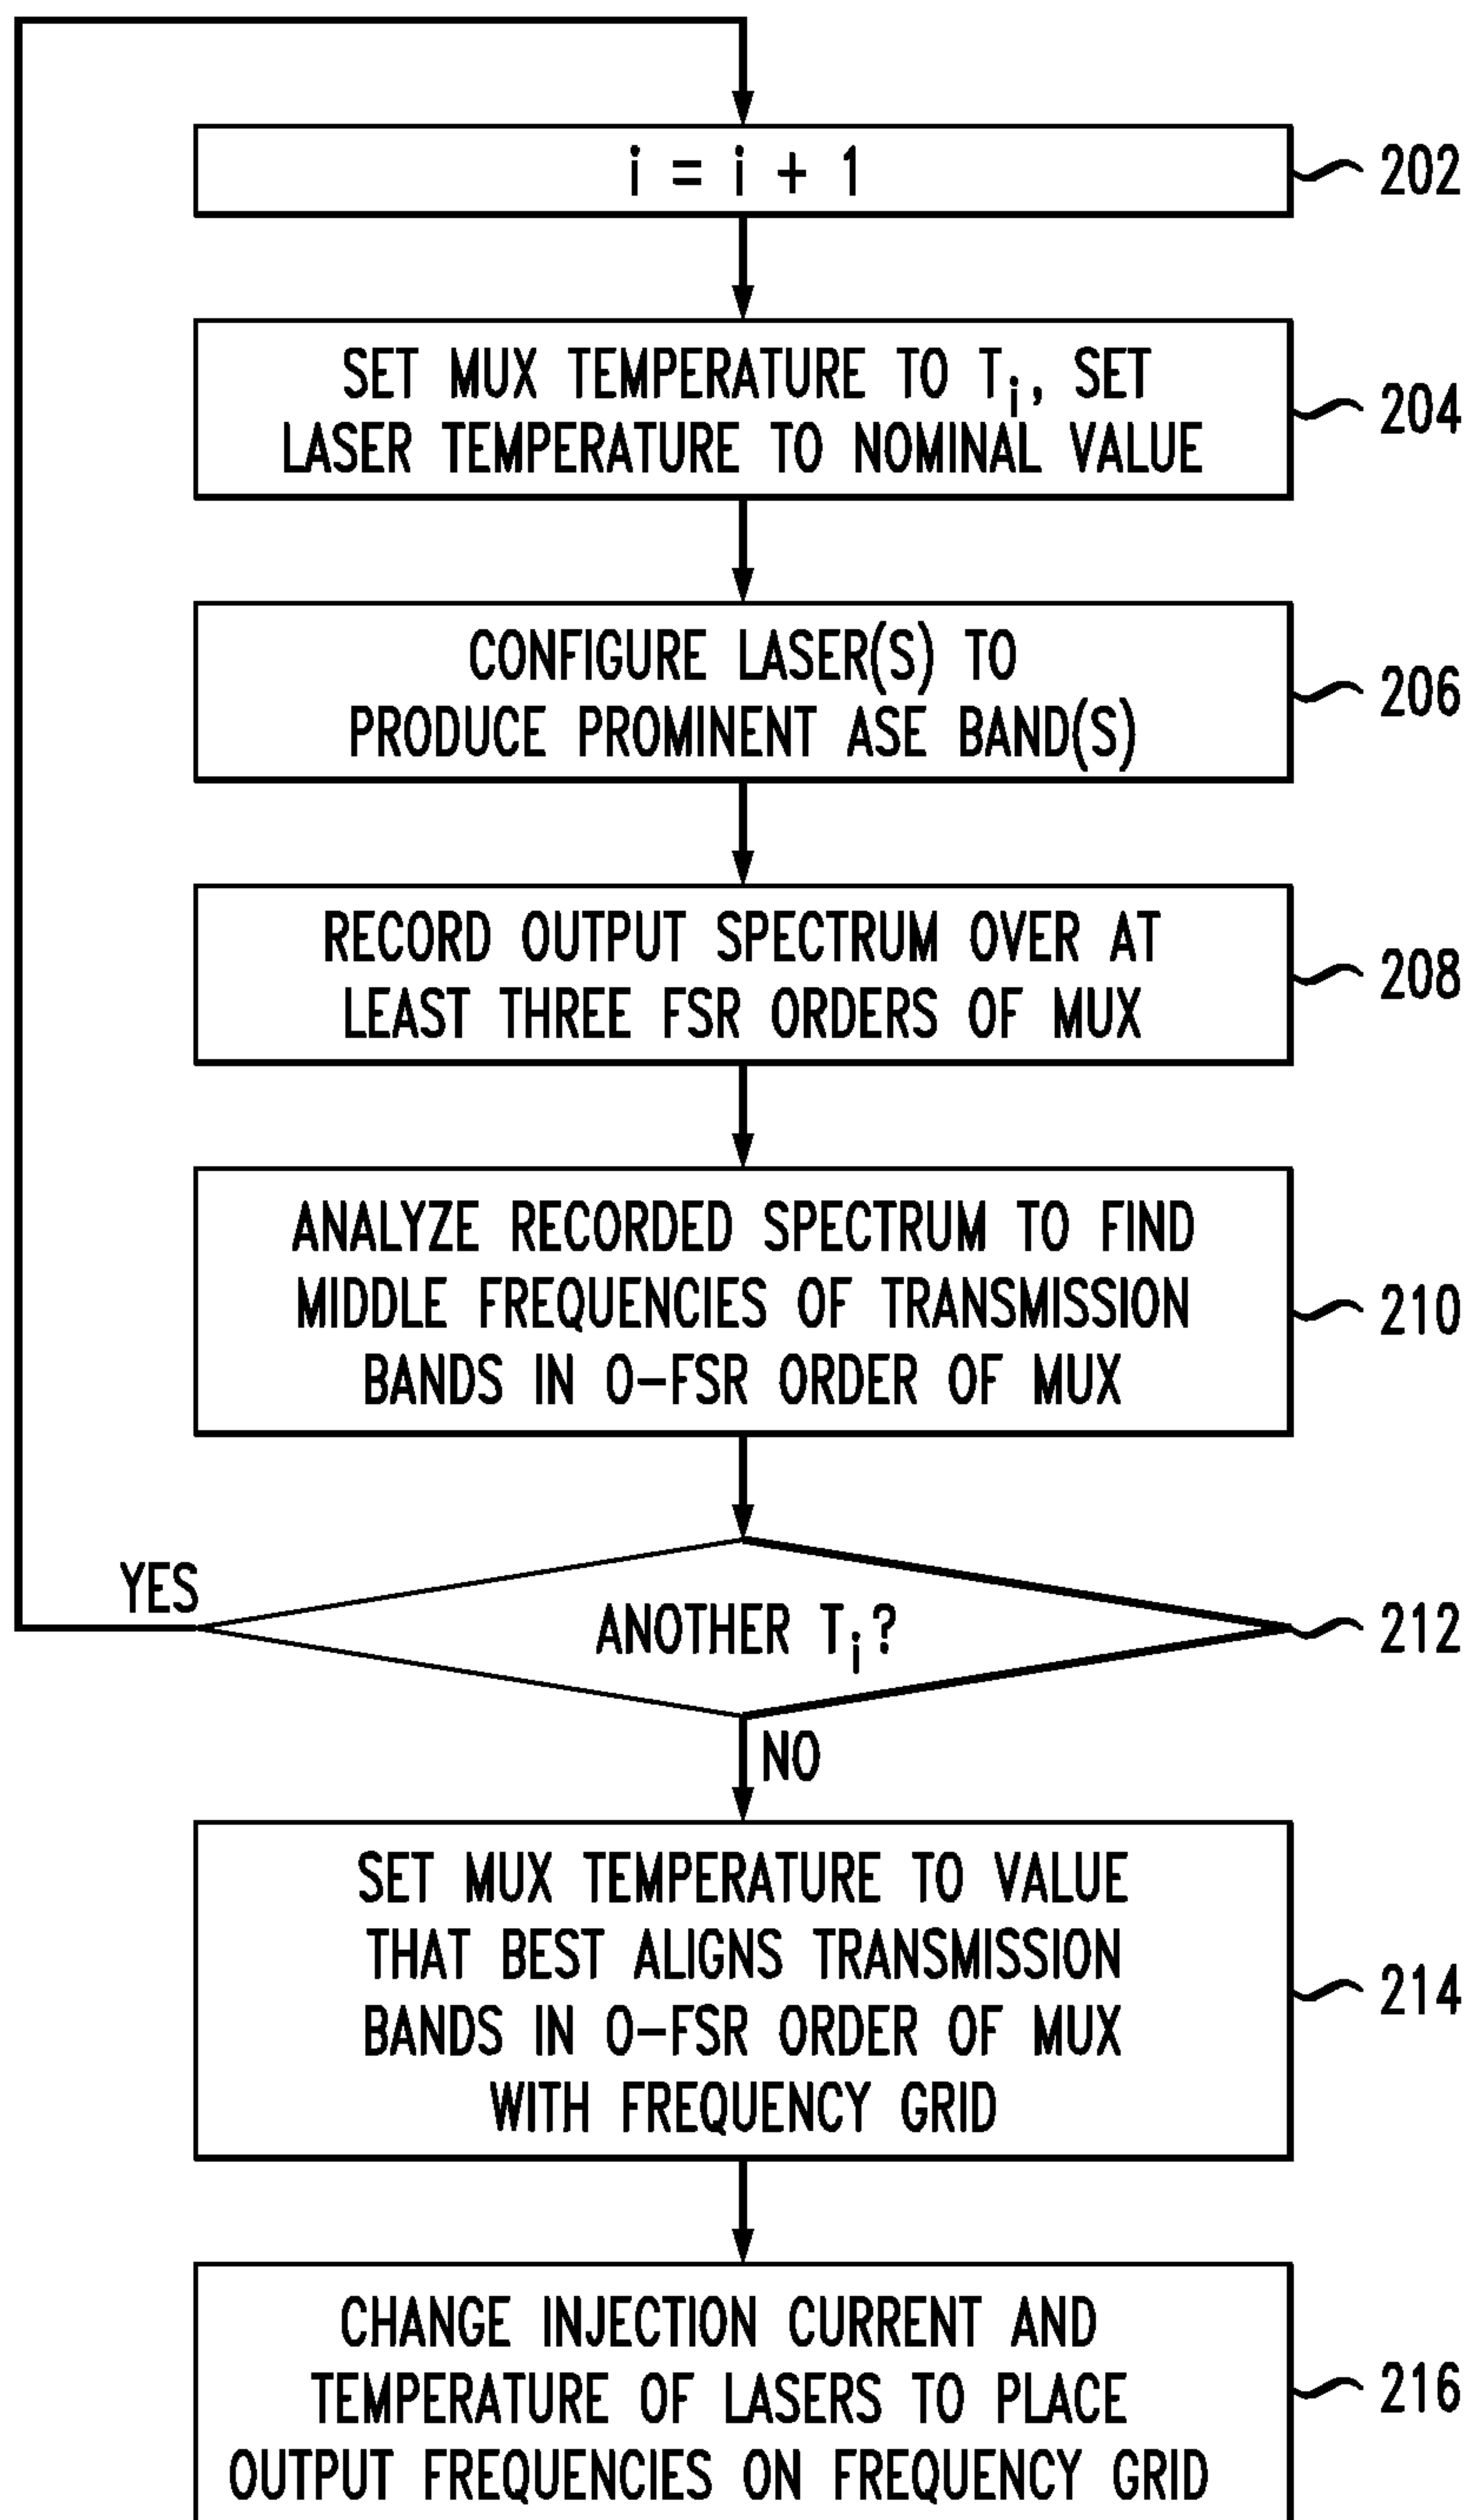 i = i + 1
202
SET MUX TEMPERATURE TO Ti, SET
LASER TEMPERATURE TO NOMINAL VALUE
204
CONFIGURE LASER(S) TO
PRODUCE PROMINENT ASE BAND(S)
206
RECORD OUTPUT SPECTRUM OVER AT
LEAST THREE FSR ORDERS OF MUX
208
ANALYZE RECORDED SPECTRUM TO FIND
MIDDLE FREQUENCIES OF TRANSMISSION
BANDS IN 0-FSR ORDER OF MUX
210
YES
ANOTHER Ti?
212
NO
SET MUX TEMPERATURE TO VALUE
THAT BEST ALIGNS TRANSMISSION
BANDS IN 0-FSR ORDER OF MUX
WITH FREQUENCY GRID
214
CHANGE INJECTION CURRENT AND
TEMPERATURE OF LASERS TO PLACE
OUTPUT FREQUENCIES ON FREQUENCY GRID
216